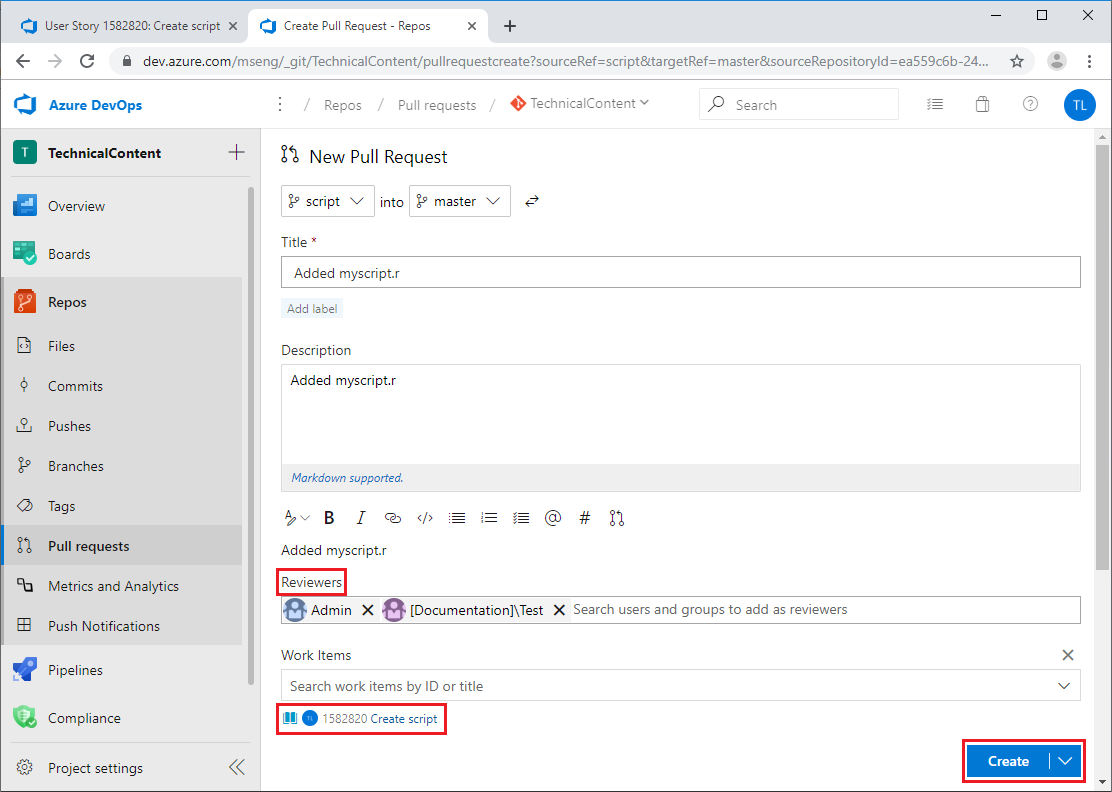 User Story 1582820: Create script
Create Pull Request - Repos
dev.azure.com/mseng/_git/TechnicalContent/pullrequestcreate?sourceRef=script&targetRef=master&sourceRepositoryId=ea559c6b-24...
Azure DevOps
/ Repos / Pull requests / TechnicalContent
Search
TL
T TechnicalContent
Overview
Boards
Repos
Files
Commits
Pushes
Branches
Tags
Pull requests
Metrics and Analytics
Push Notifications
Pipelines
Compliance
Project settings
New Pull Request
script into master
Title *
Added myscript.r
Add label
Description
Added myscript.r
Markdown supported.
B I </> @ #
Added myscript.r
Reviewers
Admin [Documentation]\Test Search users and groups to add as reviewers
Work Items
Search work items by ID or title
TL 1582820 Create script
Create